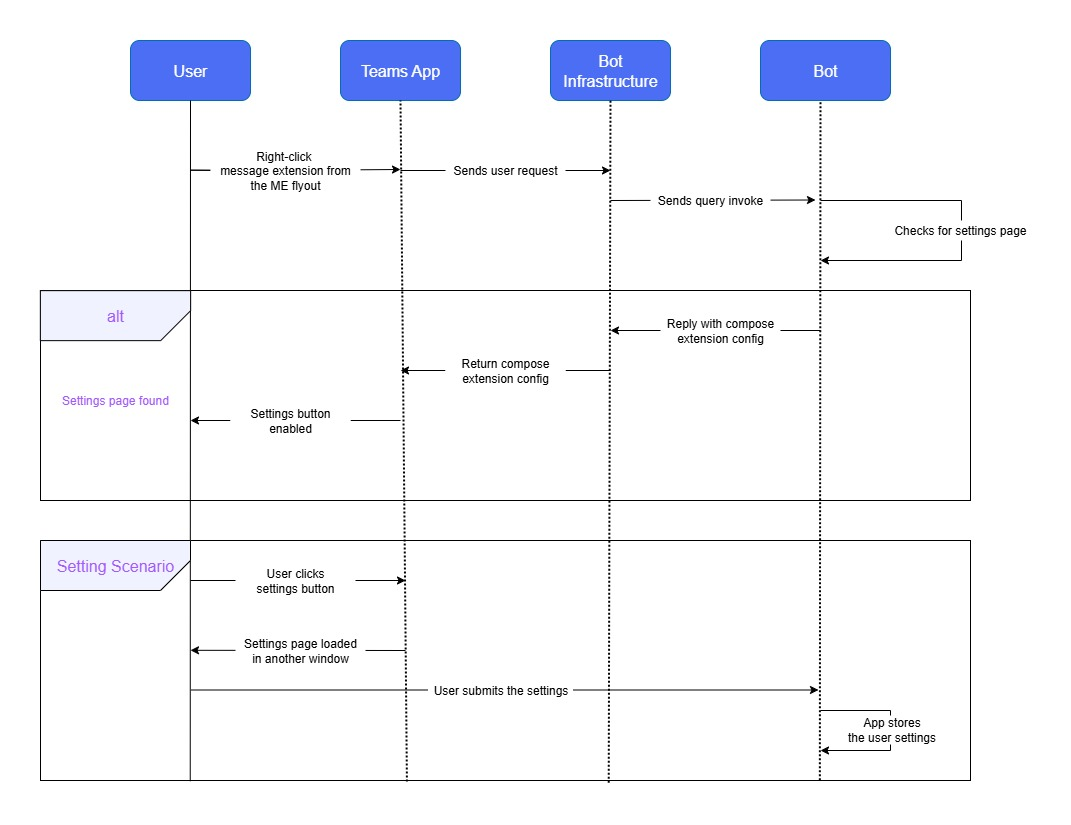 User
Teams App
Bot
Infrastructure
Bot
Right-click
message extension from
the ME flyout
Sends user request
Sends query invoke
Checks for settings page
alt
Reply with compose
extension config
Return compose
extension config
Settings page found
Settings button
enabled
Setting Scenario
User clicks
settings button
Settings page loaded
in another window
User submits the settings
App stores
the user settings